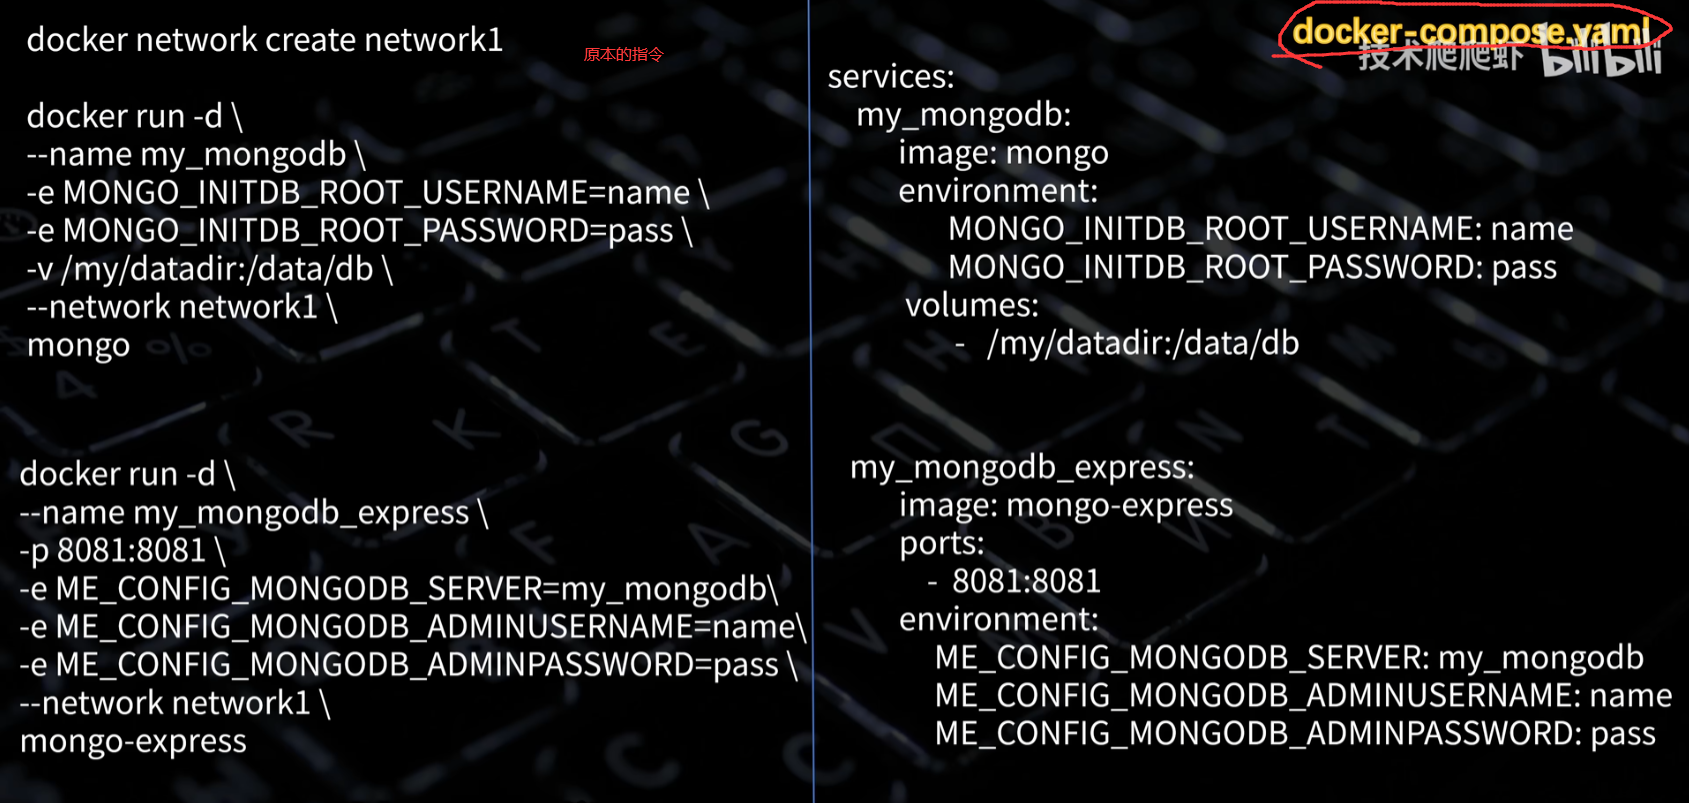 docker network create network1
原本的指令
docker run -d \
--name my_mongodb \
-e MONGO_INITDB_ROOT_USERNAME=name \
-e MONGO_INITDB_ROOT_PASSWORD=pass \
-v /my/datadir:/data/db \
--network network1 \
mongo
docker run -d \
--name my_mongodb_express \
-p 8081:8081 \
-e ME_CONFIG_MONGODB_SERVER=my_mongodb\
-e ME_CONFIG_MONGODB_ADMINUSERNAME=name\
-e ME_CONFIG_MONGODB_ADMINPASSWORD=pass \
--network network1 \
mongo-express
docker-compose.yaml
技术爬爬虾 bilibili
services:
my_mongodb:
image: mongo
environment:
MONGO_INITDB_ROOT_USERNAME: name
MONGO_INITDB_ROOT_PASSWORD: pass
volumes:
- /my/datadir:/data/db
my_mongodb_express:
image: mongo-express
ports:
- 8081:8081
environment:
ME_CONFIG_MONGODB_SERVER: my_mongodb
ME_CONFIG_MONGODB_ADMINUSERNAME: name
ME_CONFIG_MONGODB_ADMINPASSWORD: pass